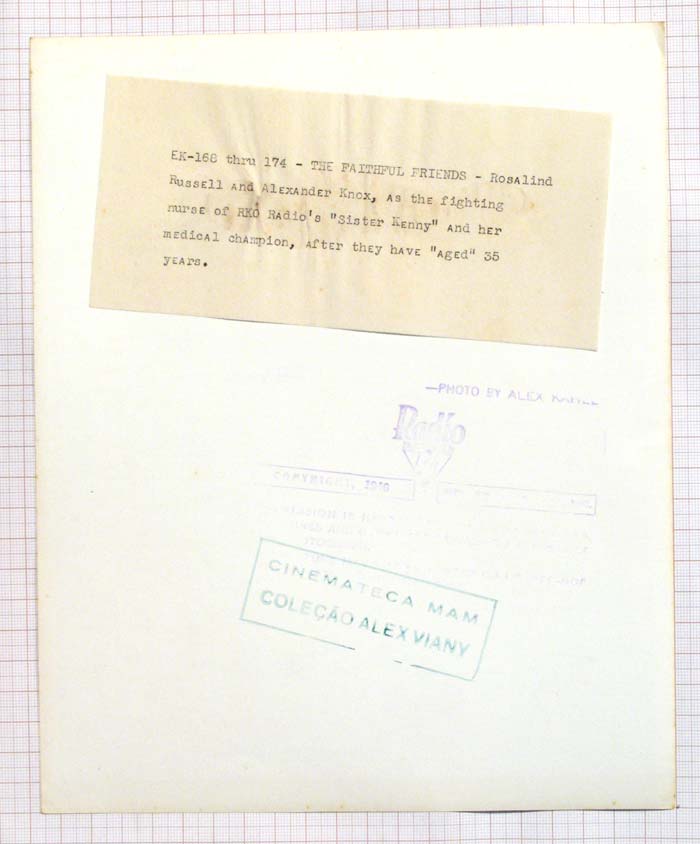 EK-168 thru 174 - THE FAITHFUL FRIENDS - Rosalind
Russell and Alexander Knox, as the fighting
nurse of RKO Radio's "Sister Kenny" and her
medical champion, after they have "aged" 35
years.
—PHOTO BY ALEX
Radio
COPYRIGHT,
CINEMATECA MAM
COLEÇÃO ALEX VIANY